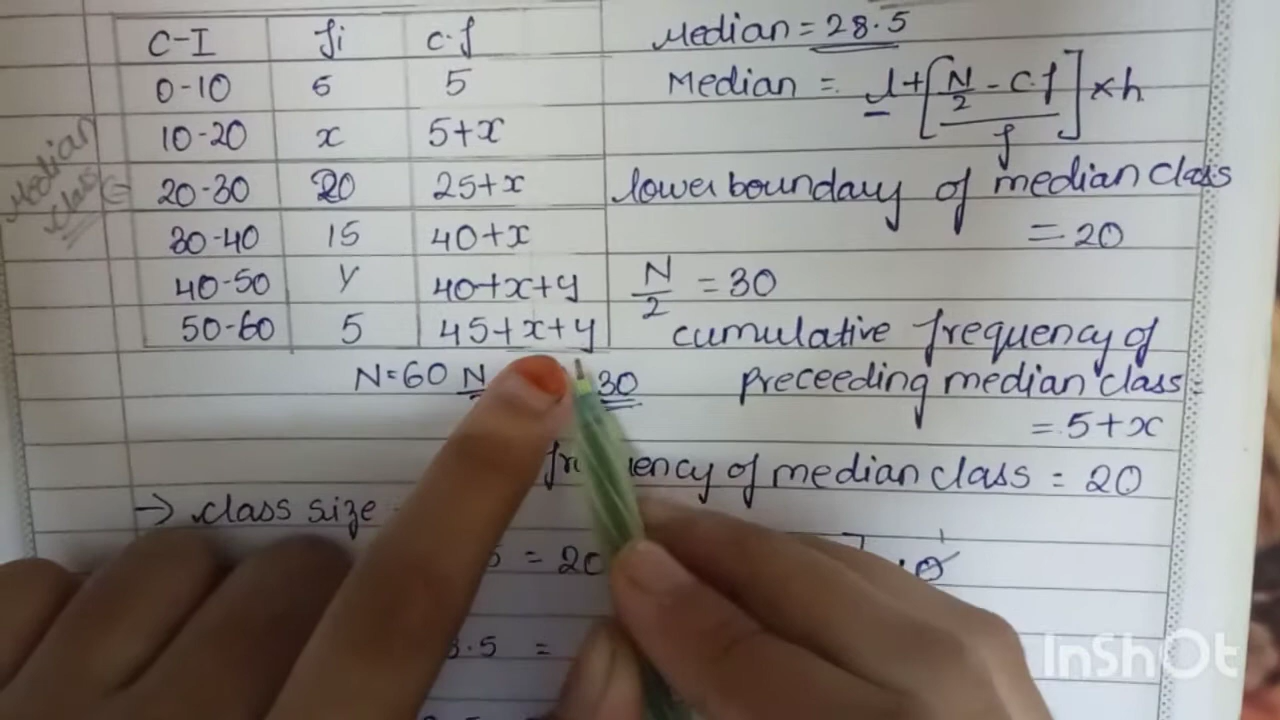 C-I fi c.f Median = 28.5
0-10 5 5 Median = l+[N/2 - c.f / f]×h
10-20 x 5+x
Median class 20-30 20 25+x lower boundary of median class
30-40 15 40+x = 20
40-50 y 40+x+y N/2 = 30
50-60 5 45+x+y cumulative frequency of
N=60 N 30 preceeding median class
= 5+x
of median class = 20
→ class size
= 20
.5 =
InShOt